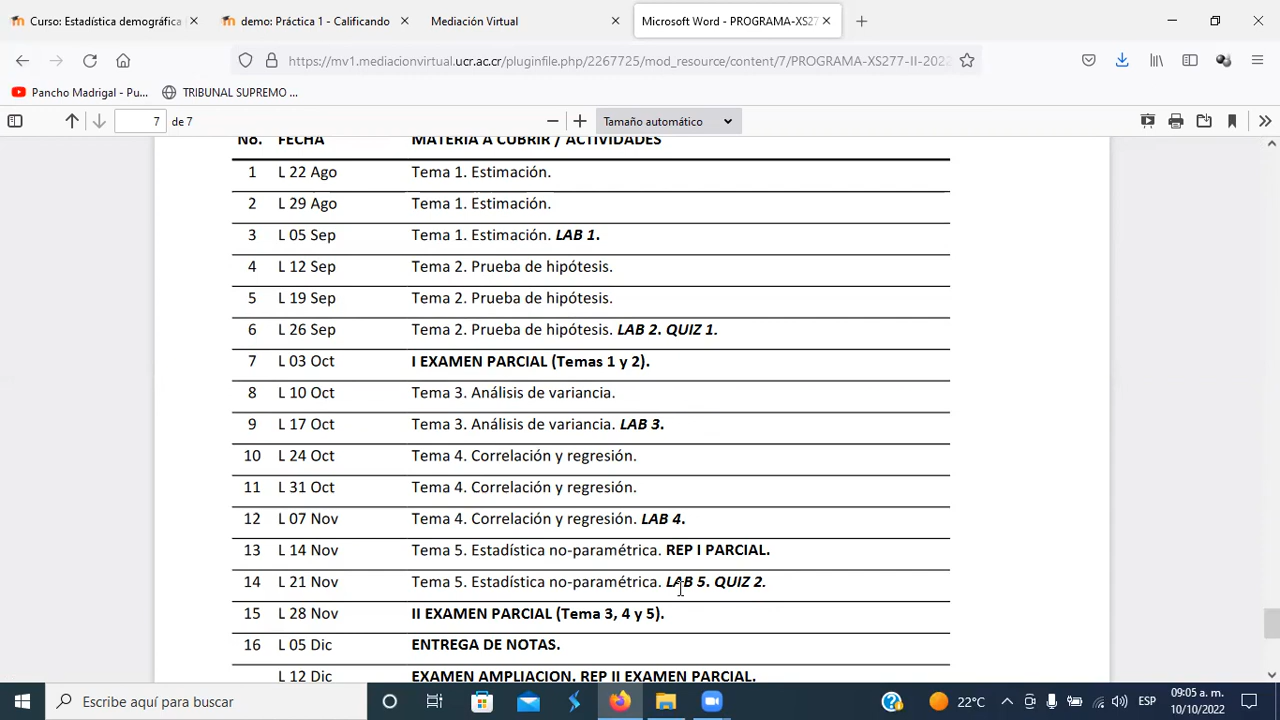 Curso: Estadística demográfica
demo: Práctica 1 - Calificando
Mediación Virtual
Microsoft Word - PROGRAMA-XS277
https://mv1.mediacionvirtual.ucr.ac.cr/pluginfile.php/2267725/mod_resource/content/7/PROGRAMA-XS277-II-2022
Pancho Madrigal - Pu...
TRIBUNAL SUPREMO ...
7 de 7
Tamaño automático
No. FECHA MATERIA A CUBRIR / ACTIVIDADES
1 L 22 Ago Tema 1. Estimación.
2 L 29 Ago Tema 1. Estimación.
3 L 05 Sep Tema 1. Estimación. LAB 1.
4 L 12 Sep Tema 2. Prueba de hipótesis.
5 L 19 Sep Tema 2. Prueba de hipótesis.
6 L 26 Sep Tema 2. Prueba de hipótesis. LAB 2. QUIZ 1.
7 L 03 Oct I EXAMEN PARCIAL (Temas 1 y 2).
8 L 10 Oct Tema 3. Análisis de variancia.
9 L 17 Oct Tema 3. Análisis de variancia. LAB 3.
10 L 24 Oct Tema 4. Correlación y regresión.
11 L 31 Oct Tema 4. Correlación y regresión.
12 L 07 Nov Tema 4. Correlación y regresión. LAB 4.
13 L 14 Nov Tema 5. Estadística no-paramétrica. REP I PARCIAL.
14 L 21 Nov Tema 5. Estadística no-paramétrica. LAB 5. QUIZ 2.
15 L 28 Nov II EXAMEN PARCIAL (Tema 3, 4 y 5).
16 L 05 Dic ENTREGA DE NOTAS.
L 12 Dic EXAMEN AMPLIACION. REP II EXAMEN PARCIAL.
Escribe aquí para buscar
22°C
ESP
09:05 a. m.
10/10/2022